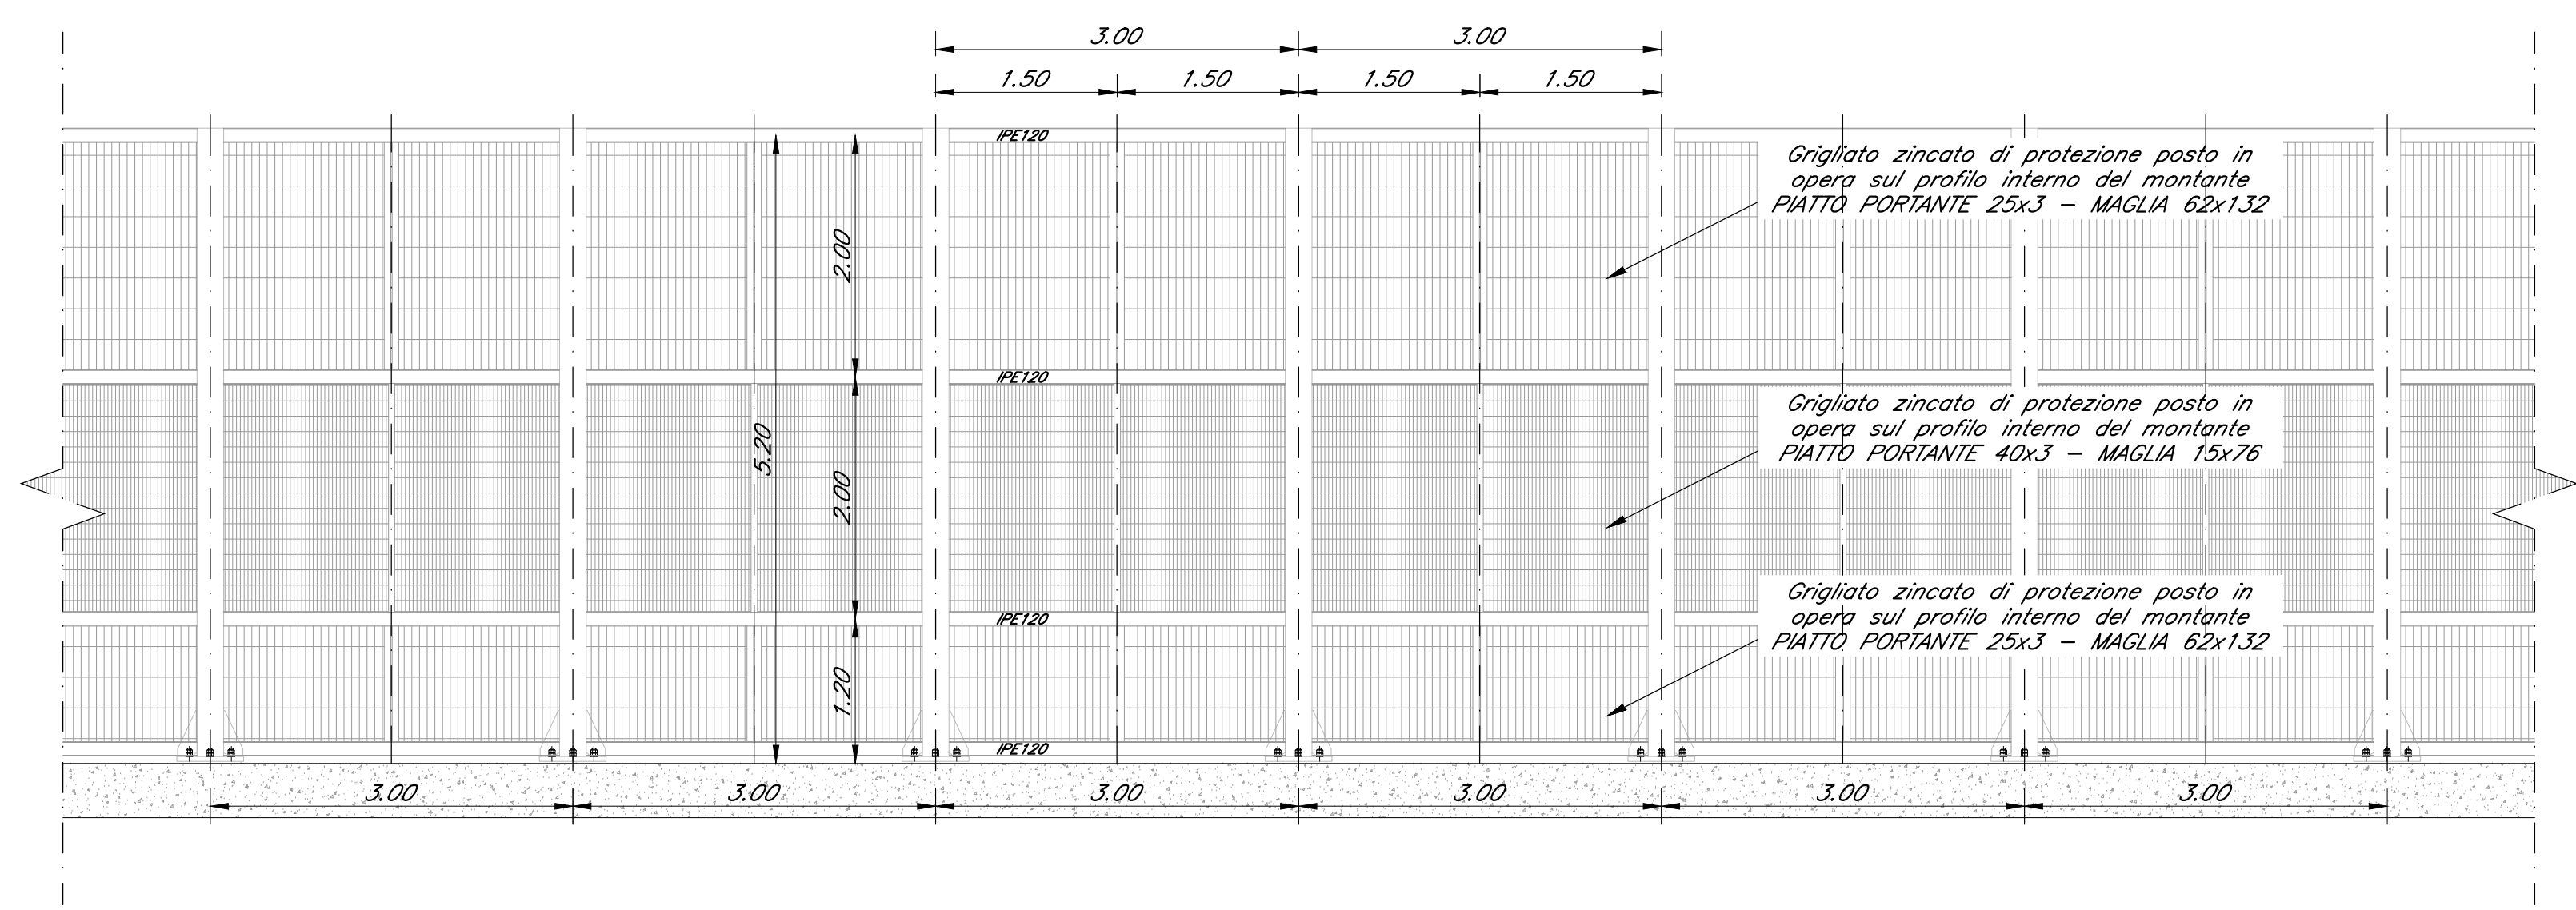 3.00
3.00
1.50
1.50
1.50
1.50
IPE120
Grigliato zincato di protezione posto in
opera sul profilo interno del montante
PIATTO PORTANTE 25x3 – MAGLIA 62x132
2.00
IPE120
Grigliato zincato di protezione posto in
opera sul profilo interno del montante
PIATTO PORTANTE 40x3 – MAGLIA 15x76
5.20
2.00
Grigliato zincato di protezione posto in
opera sul profilo interno del montante
PIATTO PORTANTE 25x3 – MAGLIA 62x132
IPE120
1.20
IPE120
3.00
3.00
3.00
3.00
3.00
3.00